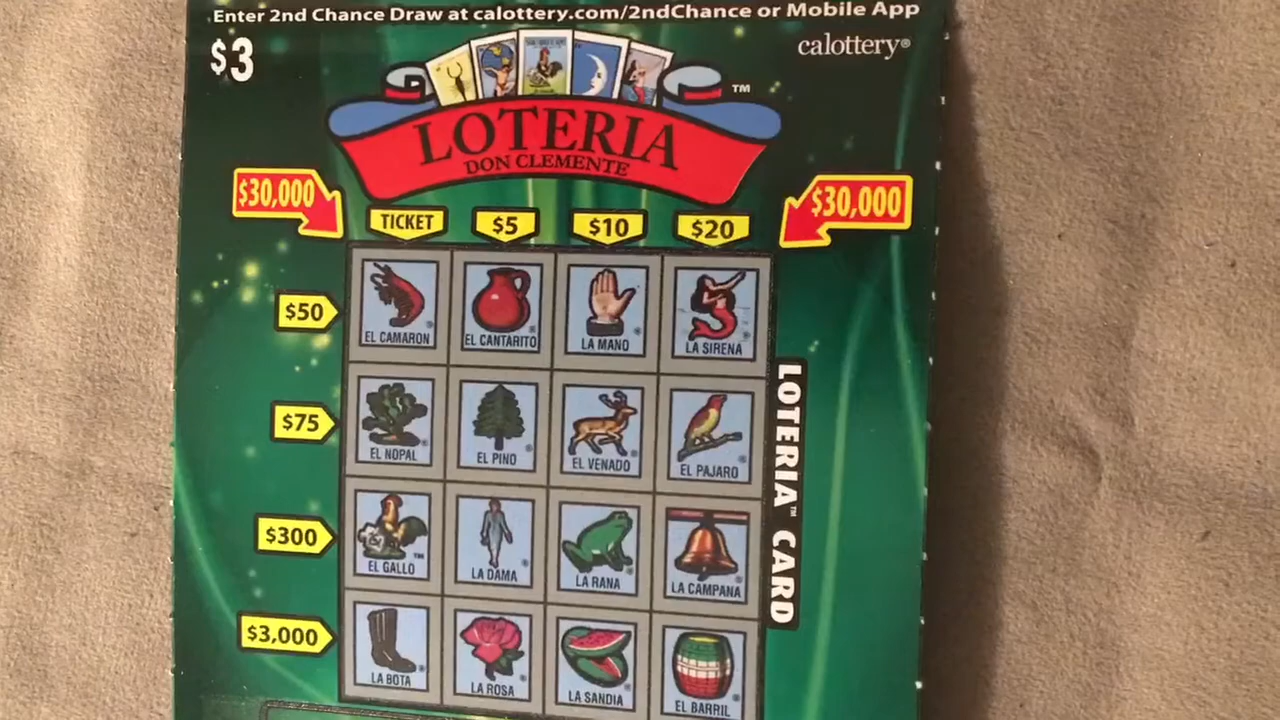 Enter 2nd Chance Draw at calottery.com/2ndChance or Mobile App
$3
calottery®
LOTERIA™
DON CLEMENTE
$30,000
$30,000
TICKET $5 $10 $20
$50
EL CAMARON EL CANTARITO LA MANO LA SIRENA
$75
EL NOPAL EL PINO EL VENADO EL PAJARO
$300
EL GALLO LA DAMA LA RANA LA CAMPANA
$3,000
LA BOTA LA ROSA LA SANDIA EL BARRIL
LOTERIA™ CARD